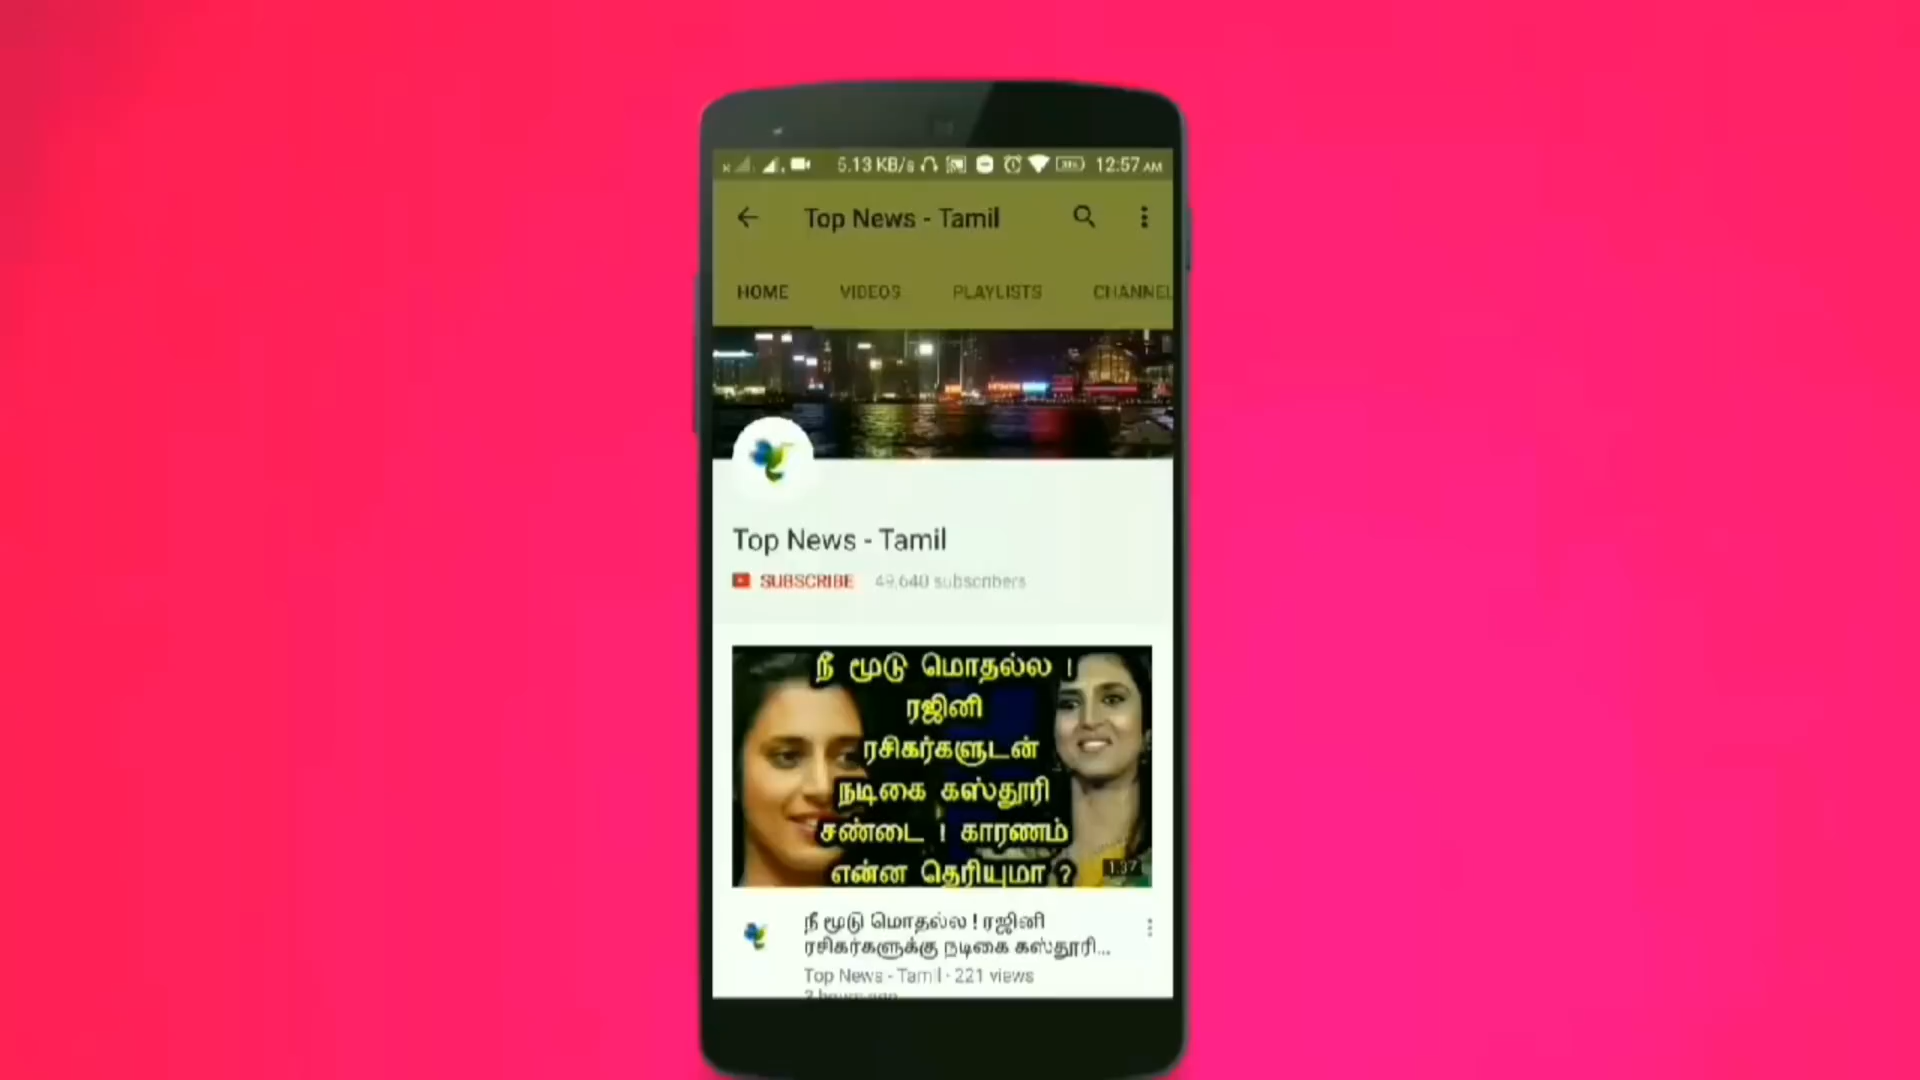 5.13 KB/s 12:57 AM
Top News - Tamil
HOME VIDEOS PLAYLISTS CHANNEL
Top News - Tamil
SUBSCRIBE 49,640 subscribers
நீ மூடு மொதல்ல !
ரஜினி
ரசிகர்களுடன்
நடிகை கஸ்தூரி
சண்டை ! காரணம்
என்ன தெரியுமா ?
1:37
நீ மூடு மொதல்ல ! ரஜினி
ரசிகர்களுக்கு நடிகை கஸ்தூரி...
Top News - Tamil · 221 views
hours ago